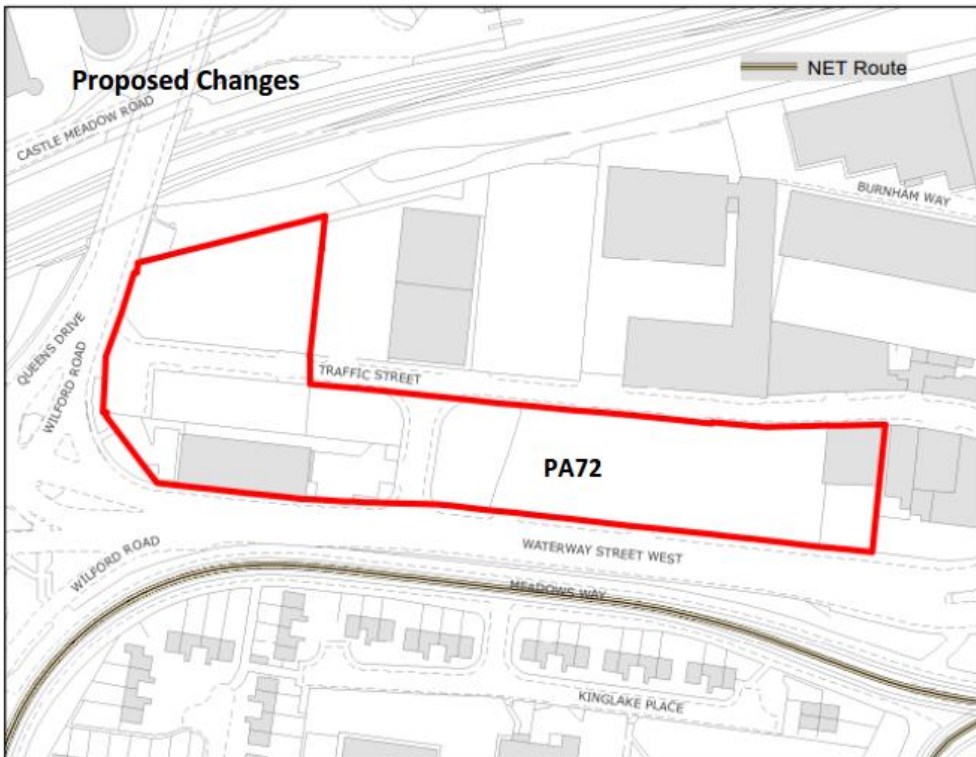 Proposed Changes
NET Route
CASTLE MEADOW ROAD
BURNHAM WAY
QUEENS DRIVE
WILFORD ROAD
TRAFFIC STREET
PA72
WATERWAY STREET WEST
WILFORD ROAD
MEADOWS WAY
KINGLAKE PLACE